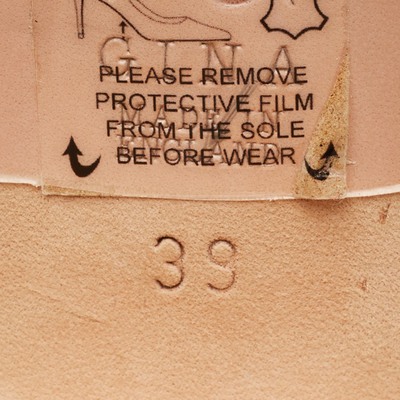 GINA
PLEASE REMOVE
PROTECTIVE FILM
MADE IN
FROM THE SOLE
ENGLAND
BEFORE WEAR
39